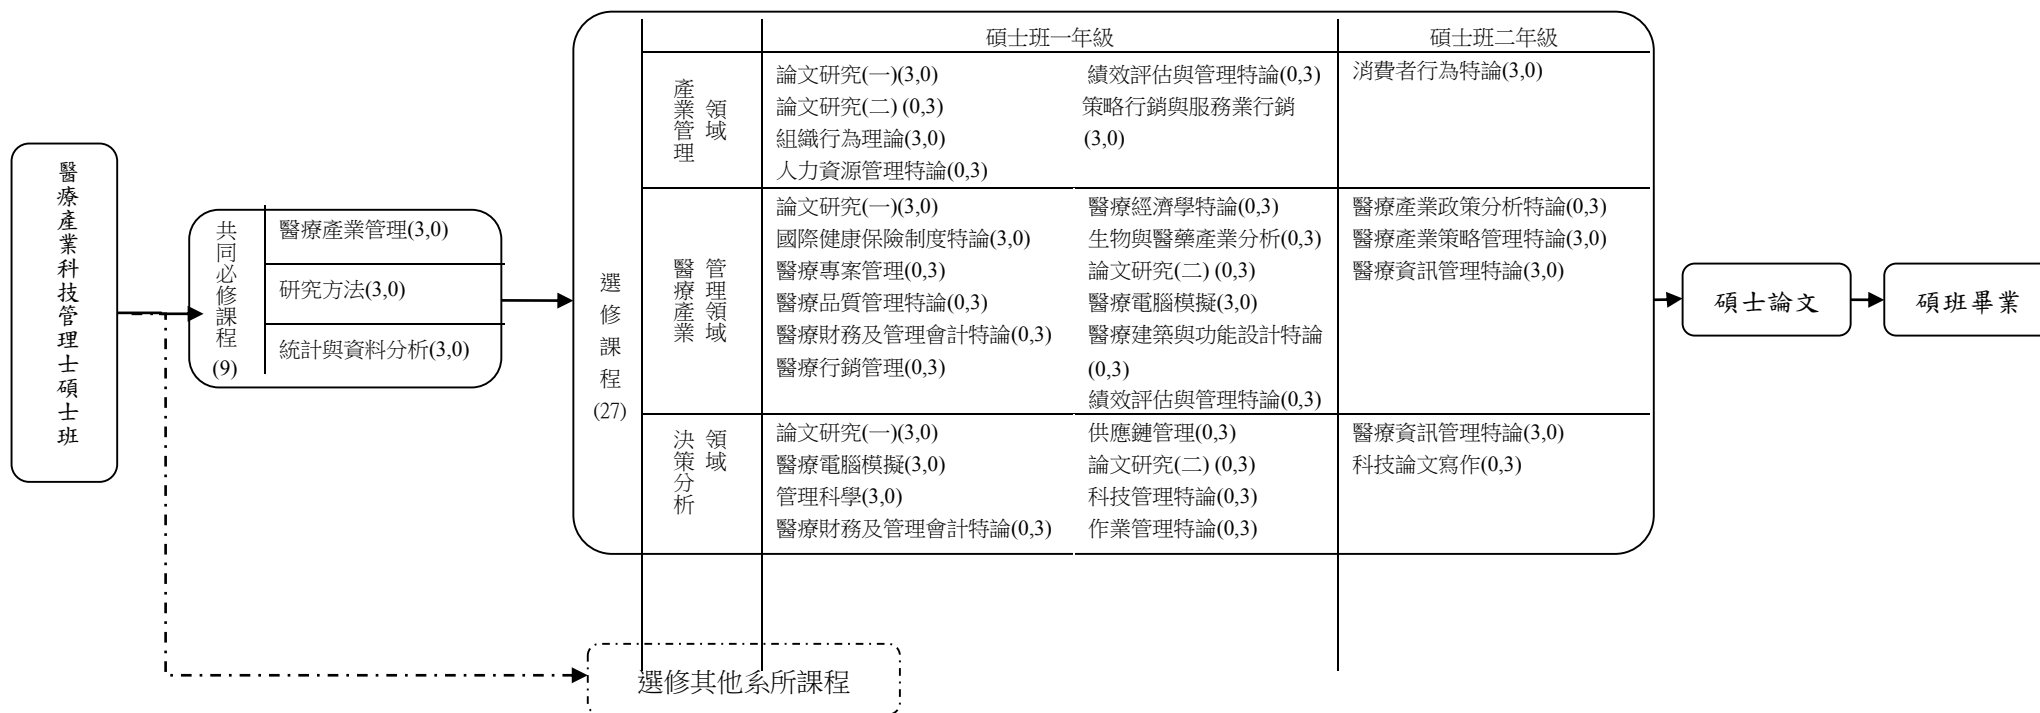 醫療產業科技管理士碩士班
共同必修課程
(9)
醫療產業管理(3,0)
研究方法(3,0)
統計與資料分析(3,0)
選修課程
(27)
碩士班一年級
碩士班二年級
產業管理
領域
論文研究(一)(3,0)
論文研究(二) (0,3)
組織行為理論(3,0)
人力資源管理特論(0,3)
績效評估與管理特論(0,3)
策略行銷與服務業行銷
(3,0)
消費者行為特論(3,0)
醫療產業
管理領域
論文研究(一)(3,0)
國際健康保險制度特論(3,0)
醫療專案管理(0,3)
醫療品質管理特論(0,3)
醫療財務及管理會計特論(0,3)
醫療行銷管理(0,3)
醫療經濟學特論(0,3)
生物與醫藥產業分析(0,3)
論文研究(二) (0,3)
醫療電腦模擬(3,0)
醫療建築與功能設計特論
(0,3)
績效評估與管理特論(0,3)
醫療產業政策分析特論(0,3)
醫療產業策略管理特論(3,0)
醫療資訊管理特論(3,0)
決策分析
領域
論文研究(一)(3,0)
醫療電腦模擬(3,0)
管理科學(3,0)
醫療財務及管理會計特論(0,3)
供應鏈管理(0,3)
論文研究(二) (0,3)
科技管理特論(0,3)
作業管理特論(0,3)
醫療資訊管理特論(3,0)
科技論文寫作(0,3)
碩士論文
碩班畢業
選修其他系所課程